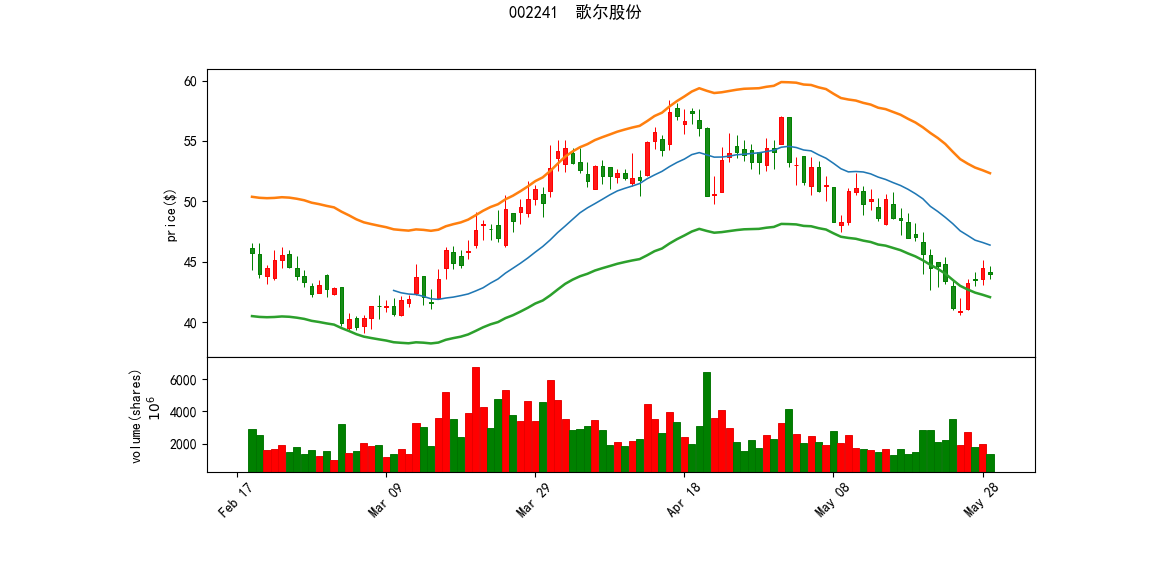 002241 歌尔股份
price($)
60
55
50
45
40
volume(shares)
10^6
6000
4000
2000
Feb 17
Mar 09
Mar 29
Apr 18
May 08
May 28